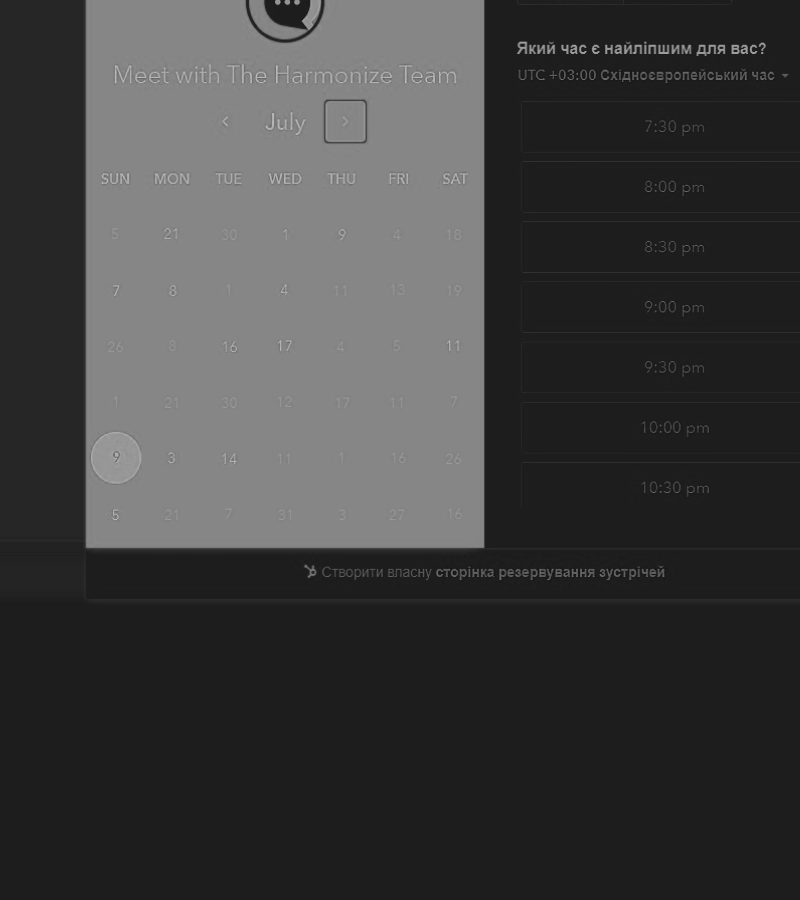 Meet with The Harmonize Team
July
SUN MON TUE WED THU FRI SAT
5 21 30 1 9 4 18
7 8 1 4 11 13 19
26 8 16 17 4 5 11
1 21 30 12 17 11 7
9 3 14 11 1 16 26
5 21 7 31 3 27 16
Який час є найліпшим для вас?
UTC +03:00 Східноєвропейський час
7:30 pm
8:00 pm
8:30 pm
9:00 pm
9:30 pm
10:00 pm
10:30 pm
Створити власну сторінка резервування зустрічей